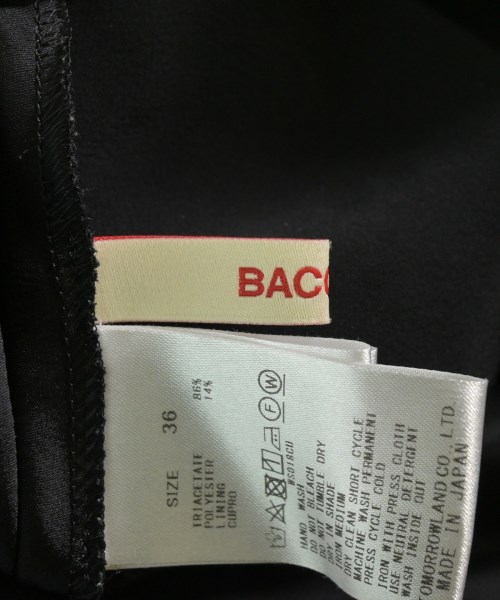 BACC
SIZE 36
TRIACETATE 86%
POLYESTER 14%
LINING
CUPRO
WS018GU
HAND WASH
DO NOT BLEACH
DO NOT TUMBLE DRY
DRY IN SHADE
IRON MEDIUM
DRY CLEAN SHORT CYCLE
MACHINE WASH PERMANENT
PRESS CYCLE COLD
IRON WITH PRESS CLOTH
USE NEUTRAL DETERGENT
WASH INSIDE OUT
OMORROWLAND CO., LTD.
MADE IN JAPAN